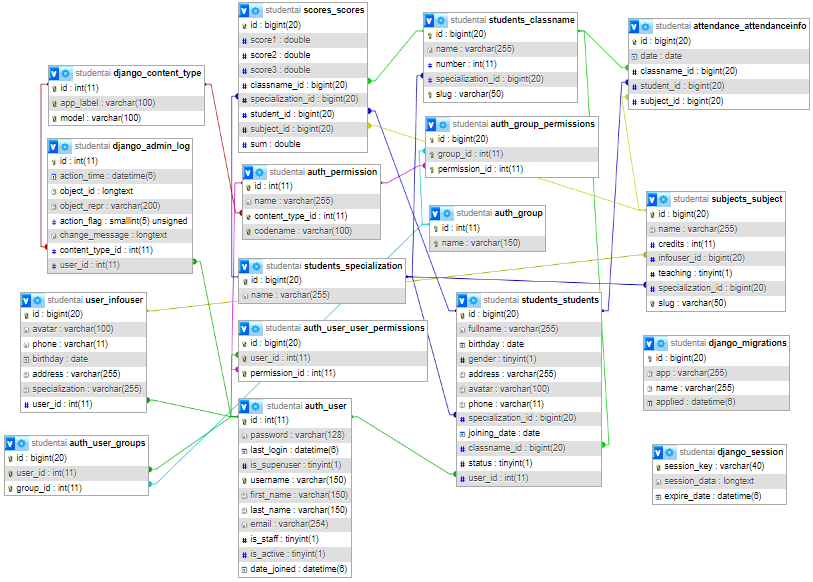 studentai scores_scores
id : bigint(20)
score1 : double
score2 : double
score3 : double
classname_id : bigint(20)
specialization_id : bigint(20)
student_id : bigint(20)
subject_id : bigint(20)
sum : double
studentai students_classname
id : bigint(20)
name : varchar(255)
number : int(11)
specialization_id : bigint(20)
slug : varchar(50)
studentai attendance_attendanceinfo
id : bigint(20)
date : date
classname_id : bigint(20)
student_id : bigint(20)
subject_id : bigint(20)
studentai django_content_type
id : int(11)
app_label : varchar(100)
model : varchar(100)
studentai auth_group_permissions
id : bigint(20)
group_id : int(11)
permission_id : int(11)
studentai django_admin_log
id : int(11)
action_time : datetime(6)
object_id : longtext
object_repr : varchar(200)
action_flag : smallint(5) unsigned
change_message : longtext
content_type_id : int(11)
user_id : int(11)
studentai auth_permission
id : int(11)
name : varchar(255)
content_type_id : int(11)
codename : varchar(100)
studentai auth_group
id : int(11)
name : varchar(150)
studentai subjects_subject
id : bigint(20)
name : varchar(255)
credits : int(11)
infouser_id : bigint(20)
teaching : tinyint(1)
specialization_id : bigint(20)
slug : varchar(50)
studentai students_specialization
id : bigint(20)
name : varchar(255)
studentai user_infouser
id : bigint(20)
avatar : varchar(100)
phone : varchar(11)
birthday : date
address : varchar(255)
specialization : varchar(255)
user_id : int(11)
studentai auth_user_user_permissions
id : bigint(20)
user_id : int(11)
permission_id : int(11)
studentai students_students
id : bigint(20)
fullname : varchar(255)
birthday : date
gender : tinyint(1)
address : varchar(255)
avatar : varchar(100)
phone : varchar(11)
specialization_id : bigint(20)
joining_date : date
classname_id : bigint(20)
status : tinyint(1)
user_id : int(11)
studentai django_migrations
id : bigint(20)
app : varchar(255)
name : varchar(255)
applied : datetime(6)
studentai auth_user
id : int(11)
password : varchar(128)
last_login : datetime(6)
is_superuser : tinyint(1)
username : varchar(150)
first_name : varchar(150)
last_name : varchar(150)
email : varchar(254)
is_staff : tinyint(1)
is_active : tinyint(1)
date_joined : datetime(6)
studentai auth_user_groups
id : bigint(20)
user_id : int(11)
group_id : int(11)
studentai django_session
session_key : varchar(40)
session_data : longtext
expire_date : datetime(6)